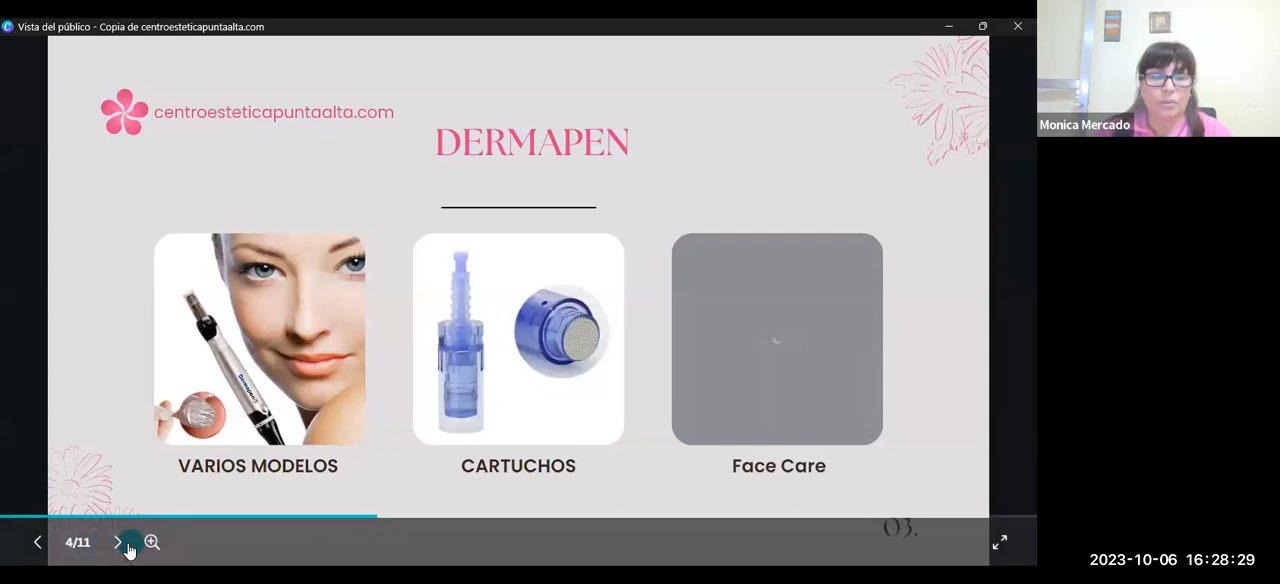 Vista del público - Copia de centroesteticapuntaalta.com
centroesteticapuntaalta.com
DERMAPEN
Dermapen
VARIOS MODELOS
CARTUCHOS
Face Care
03.
4/11
Monica Mercado
2023-10-06 16:28:29